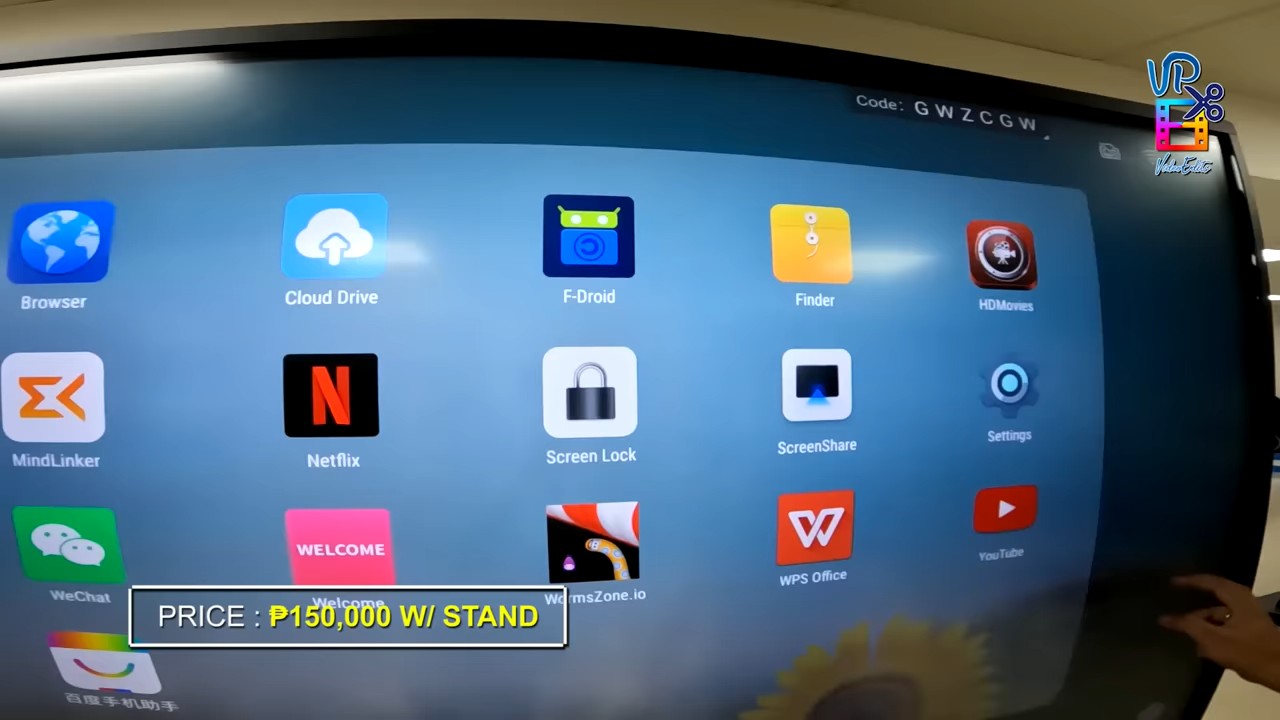 Code: GWZCGW
VP
Video Edits
Browser
Cloud Drive
F-Droid
Finder
HDMovies
MindLinker
Netflix
Screen Lock
ScreenShare
Settings
WELCOME
WeChat
Welcome
WormsZone.io
WPS Office
YouTube
PRICE : ₱150,000 W/ STAND
百度手机助手